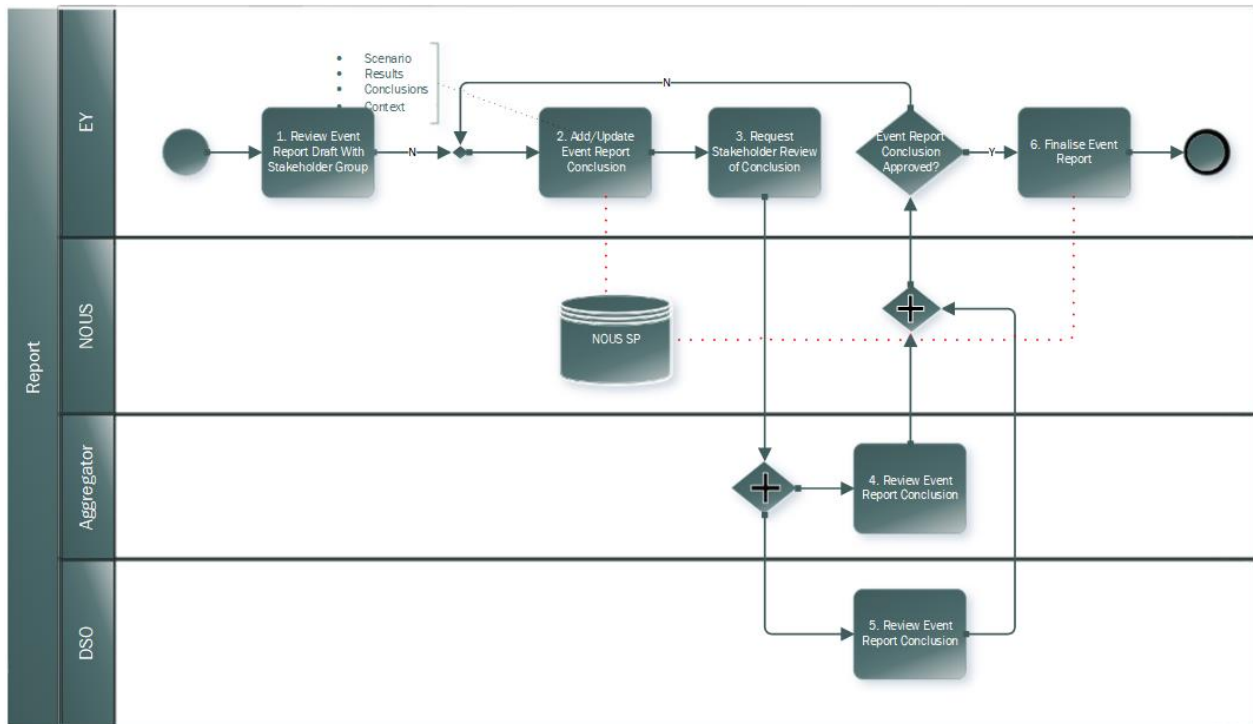 Report
EY
NOUS
Aggregator
DSO
• Scenario
• Results
• Conclusions
• Context
1. Review Event
Report Draft With
Stakeholder Group
N
2. Add/Update
Event Report
Conclusion
3. Request
Stakeholder Review
of Conclusion
N
Event Report
Conclusion
Approved?
Y
6. Finalise Event
Report
NOUS SP
4. Review Event
Report Conclusion
5. Review Event
Report Conclusion